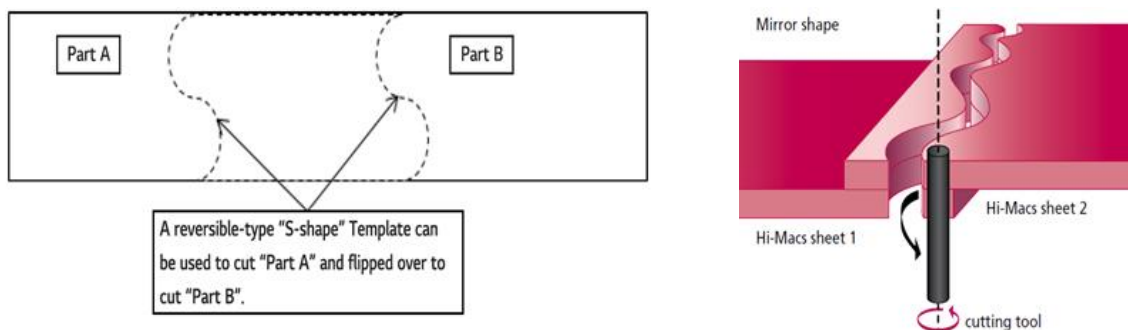 Part A
Part B
A reversible-type "S-shape" Template can
be used to cut "Part A" and flipped over to
cut "Part B".
Mirror shape
Hi-Macs sheet 2
Hi-Macs sheet 1
cutting tool